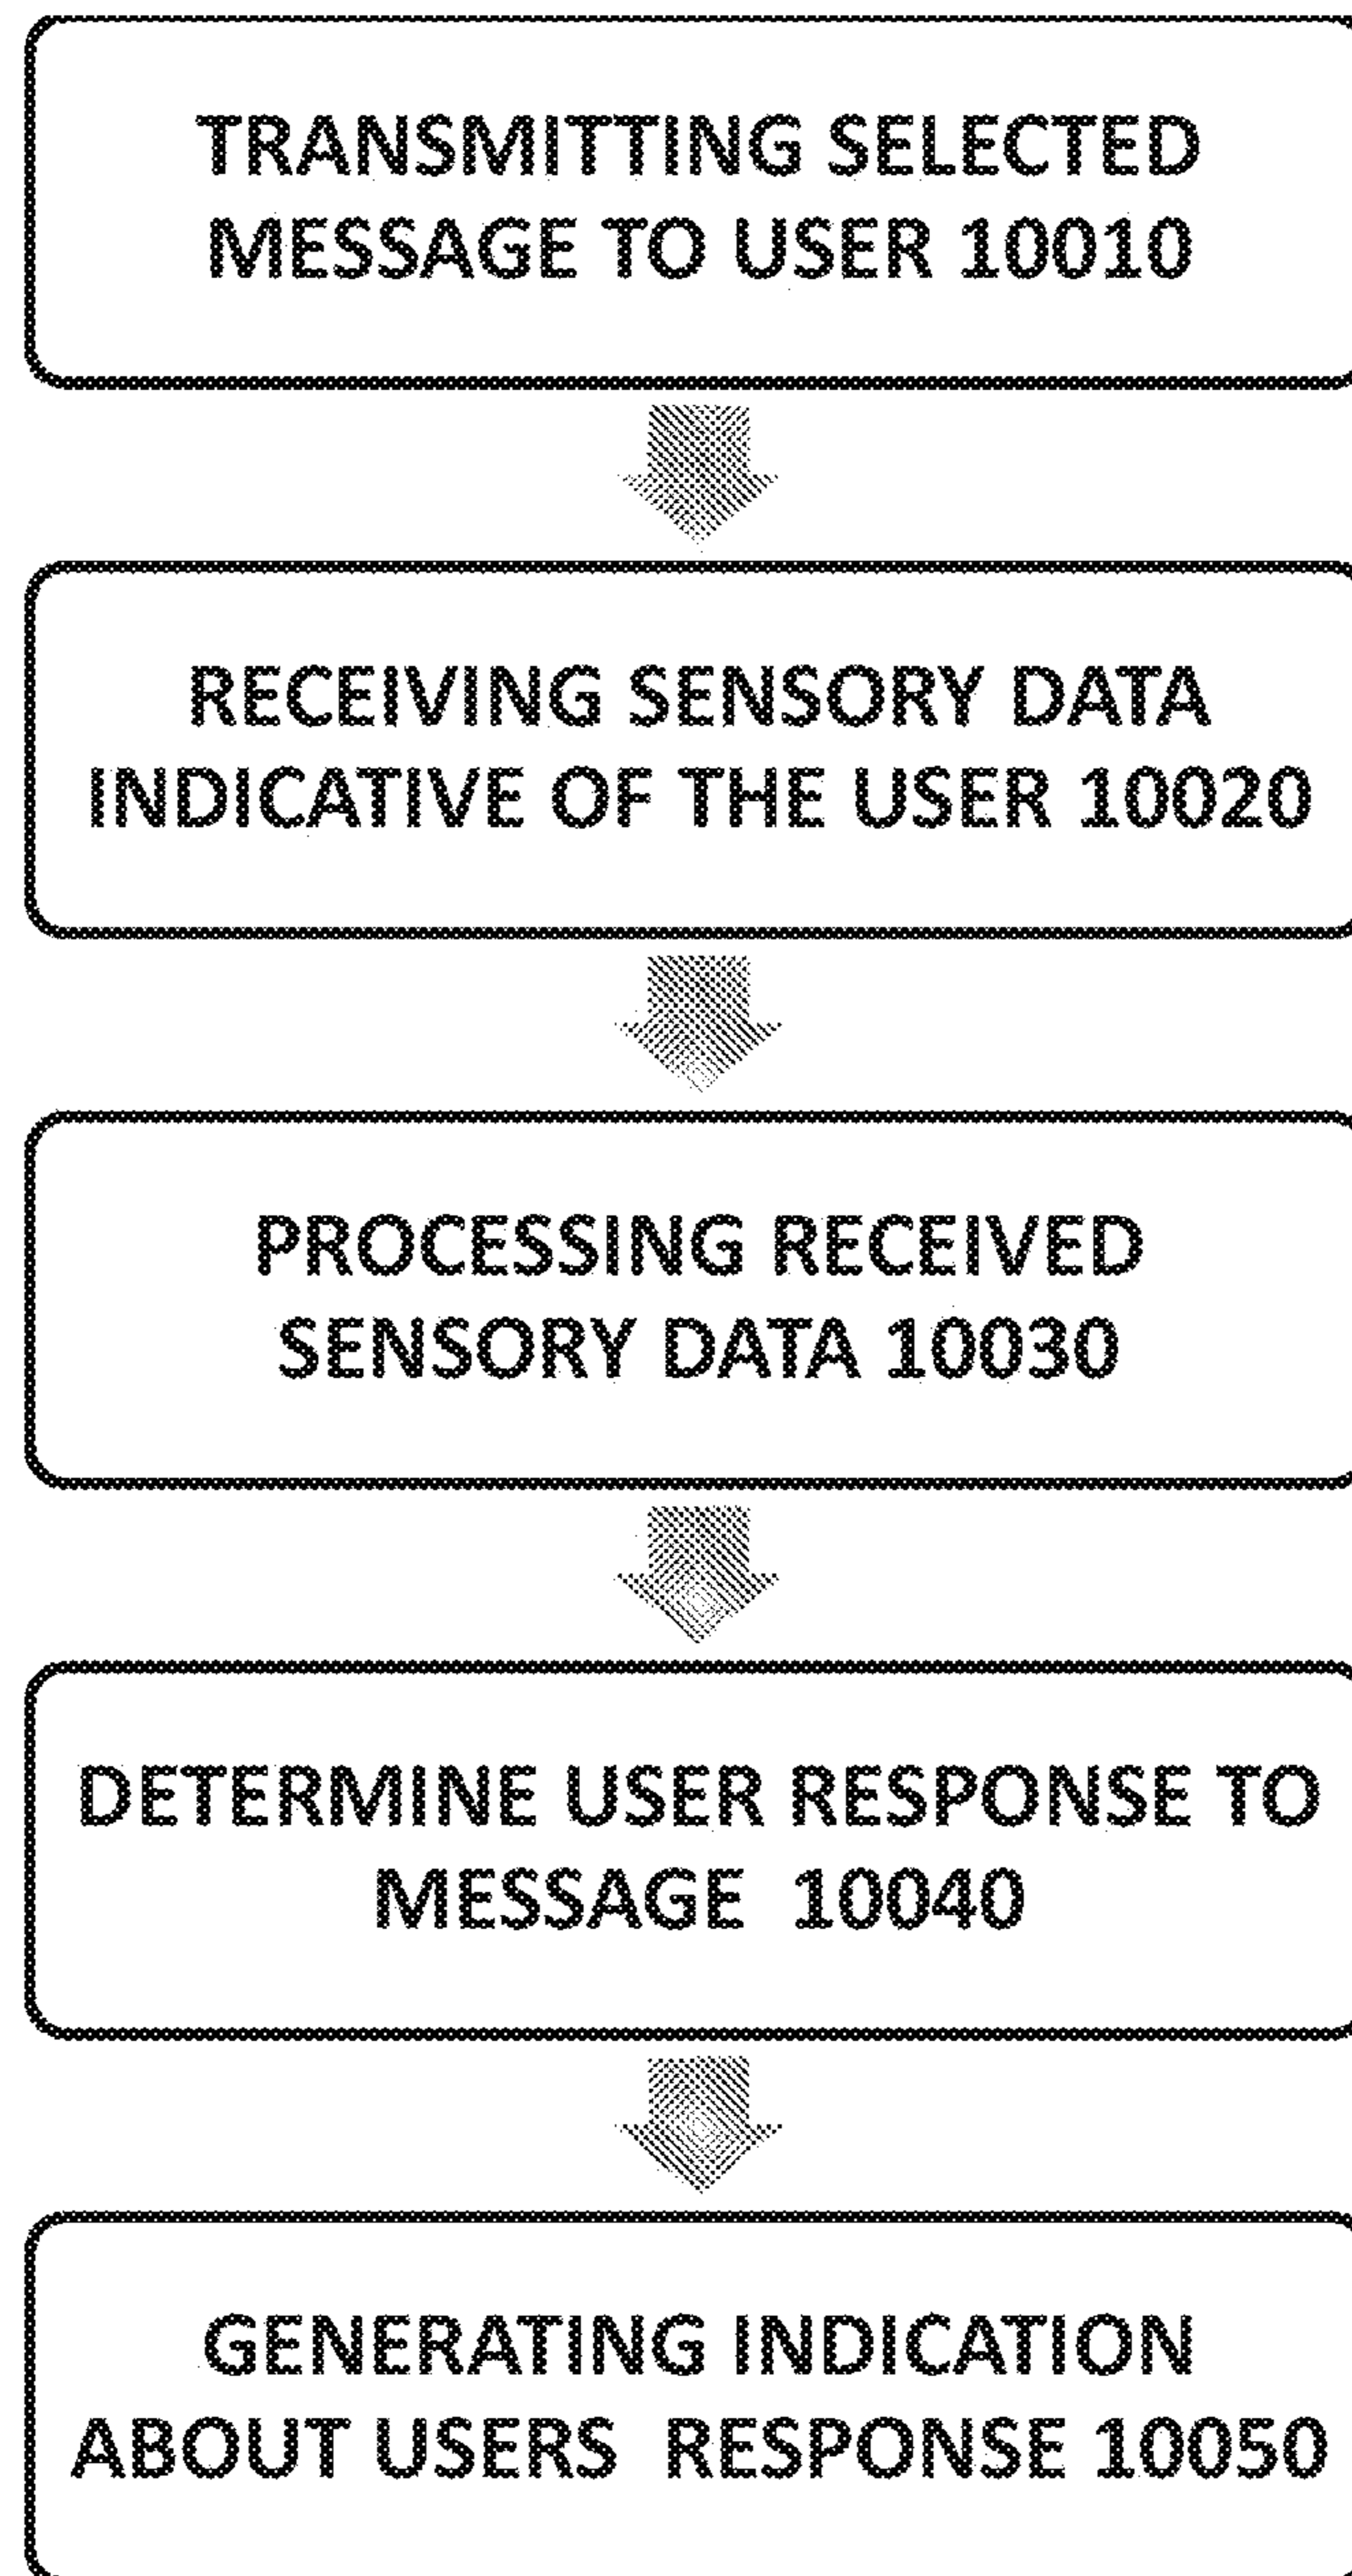 TRANSMITTING SELECTED
MESSAGE TO USER 10010
RECEIVING SENSORY DATA
INDICATIVE OF THE USER 10020
PROCESSING RECEIVED
SENSORY DATA 10030
DETERMINE USER RESPONSE TO
MESSAGE 10040
GENERATING INDICATION
ABOUT USERS RESPONSE 10050